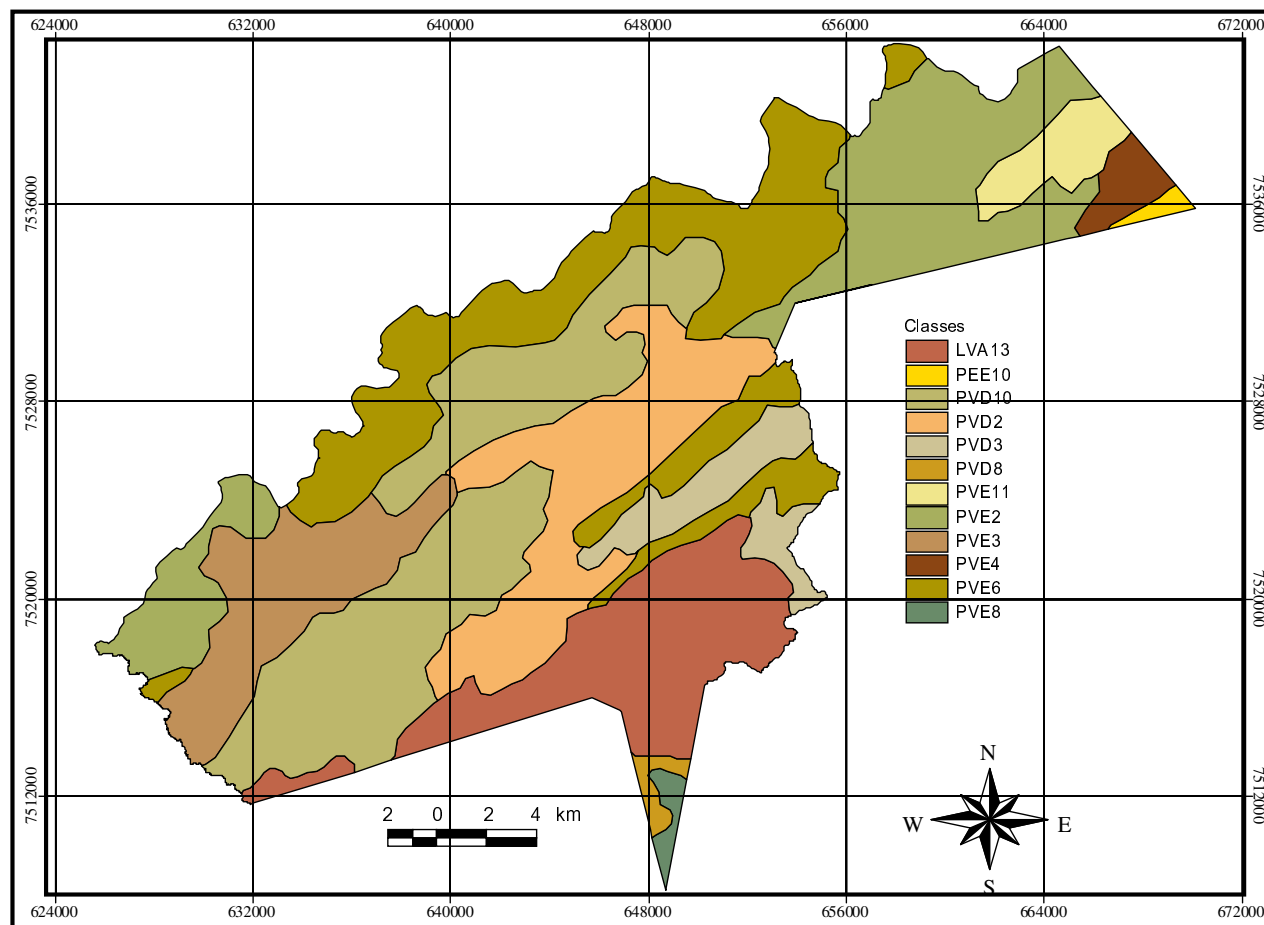 624000 632000 640000 648000 656000 664000 672000
7536000 7536000
7528000 7528000
7520000 7520000
7512000 7512000
Classes
LVA13
PEE10
PVD10
PVD2
PVD3
PVD8
PVE11
PVE2
PVE3
PVE4
PVE6
PVE8
2 0 2 4 km
N
W E
S
624000 632000 640000 648000 656000 664000 672000